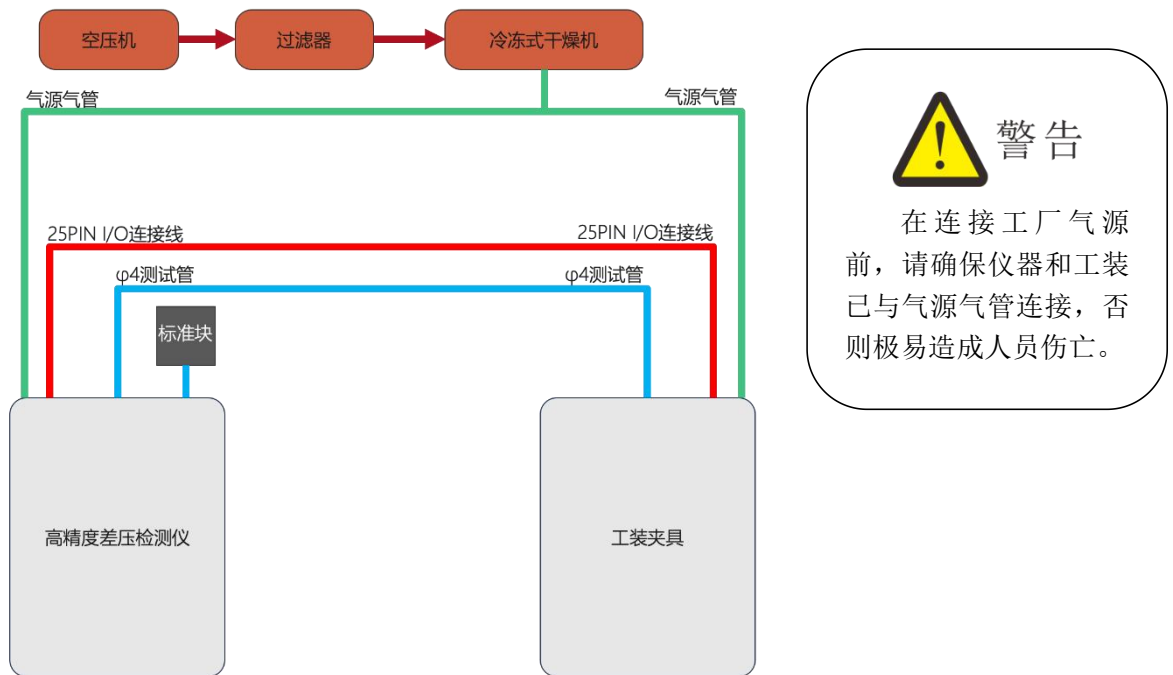 空压机
过滤器
冷冻式干燥机
气源气管
气源气管
25PIN I/O连接线
25PIN I/O连接线
φ4测试管
φ4测试管
标准块
高精度差压检测仪
工装夹具
警告
在连接工厂气源
前，请确保仪器和工装
已与气源气管连接，否
则极易造成人员伤亡。